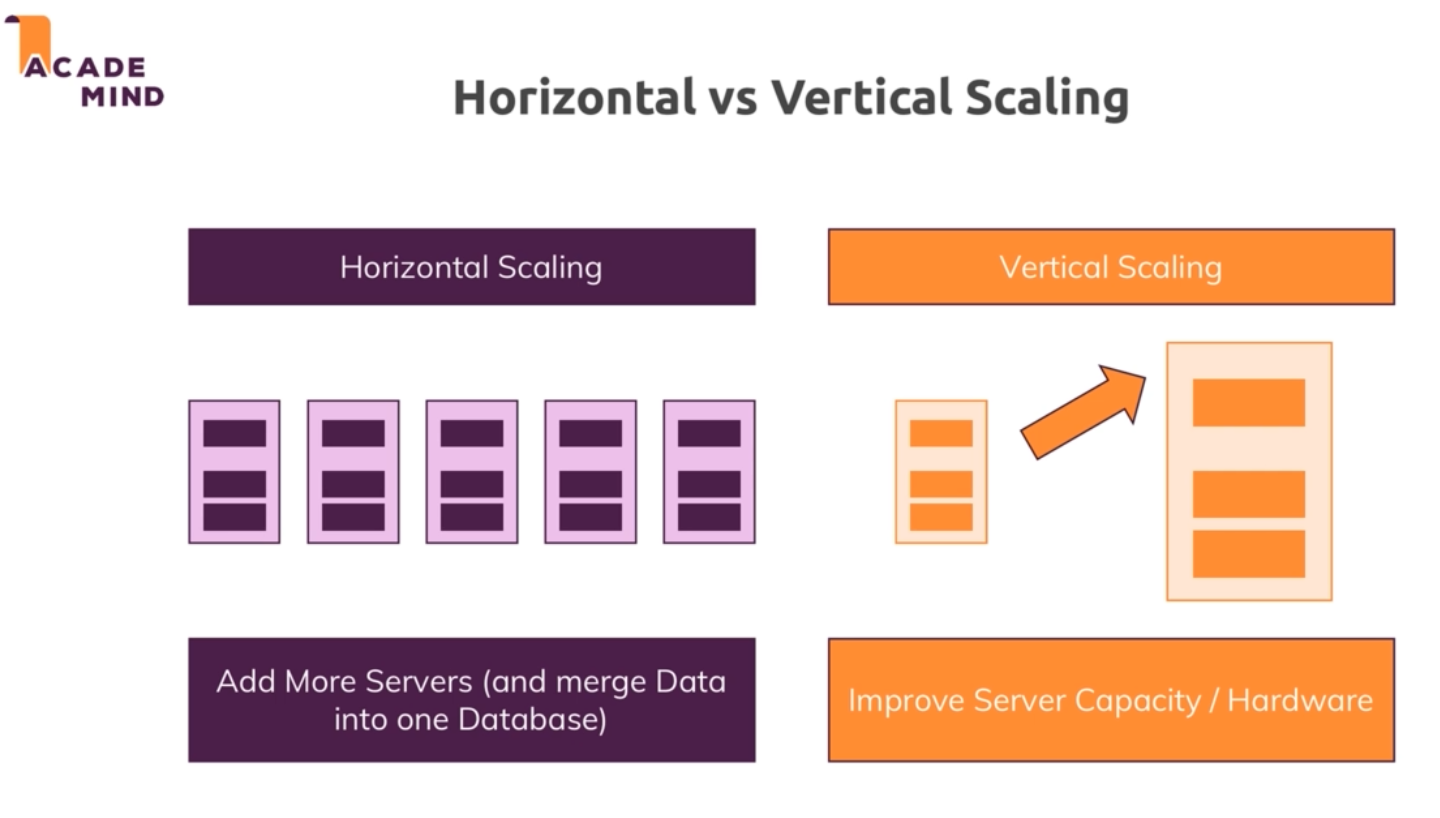 ACADE
MIND
Horizontal vs Vertical Scaling
Horizontal Scaling
Vertical Scaling
Add More Servers (and merge Data
into one Database)
Improve Server Capacity / Hardware